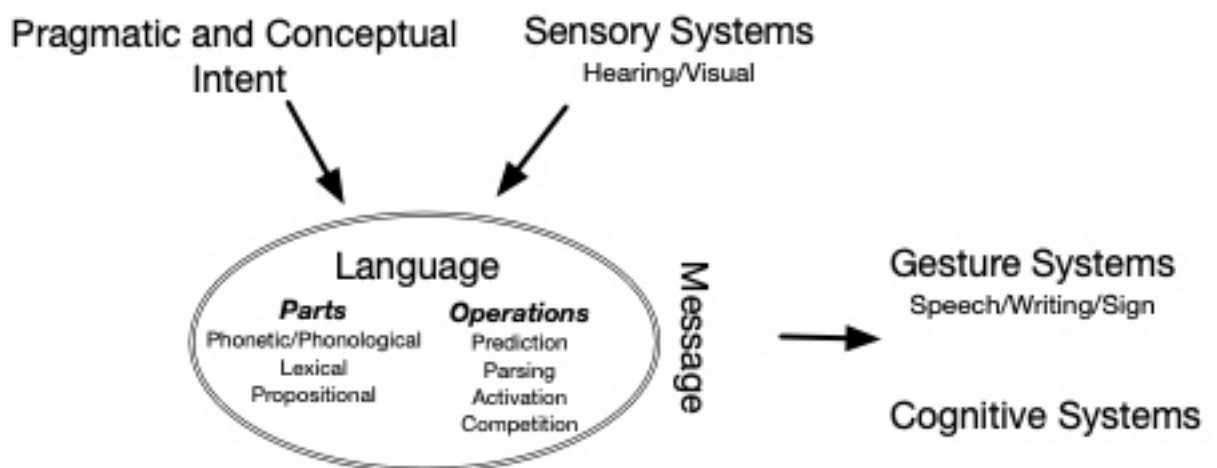 Pragmatic and Conceptual
Intent
Sensory Systems
Hearing/Visual
Language
Parts
Phonetic/Phonological
Lexical
Propositional
Operations
Prediction
Parsing
Activation
Competition
Message
Gesture Systems
Speech/Writing/Sign
Cognitive Systems